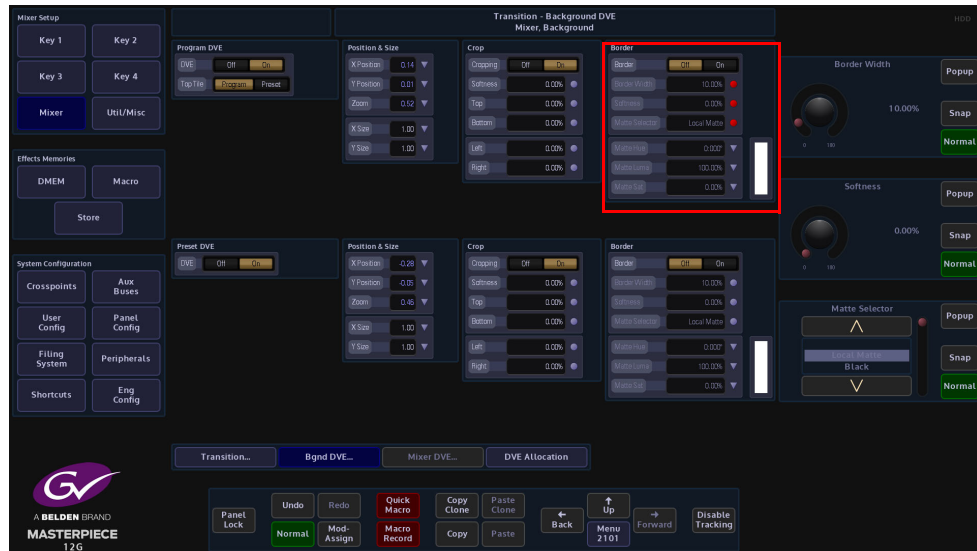 Mixer Setup
Transition - Background DVE
Mixer, Background
HDD
Key 1
Key 2
Key 3
Key 4
Mixer
Util/Misc
Effects Memories
DMEM
Macro
Store
System Configuration
Crosspoints
Aux
Buses
User
Config
Panel
Config
Filing
System
Peripherals
Shortcuts
Eng
Config
Program DVE
DVE Off On
Top Tile Program Preset
Position & Size
X Position 0.14
Y Position 0.01
Zoom 0.52
X Size 1.00
Y Size 1.00
Crop
Cropping Off On
Softness 0.00%
Top 0.00%
Bottom 0.00%
Left 0.00%
Right 0.00%
Border
Border Off On
Border Width 10.00%
Softness 0.00%
Matte Selector Local Matte
Matte Hue 0.000°
Matte Luma 100.00%
Matte Sat 0.00%
Preset DVE
DVE Off On
Position & Size
X Position -0.28
Y Position -0.05
Zoom 0.46
X Size 1.00
Y Size 1.00
Crop
Cropping Off On
Softness 0.00%
Top 0.00%
Bottom 0.00%
Left 0.00%
Right 0.00%
Border
Border Off On
Border Width 10.00%
Softness 0.00%
Matte Selector Local Matte
Matte Hue 0.000°
Matte Luma 100.00%
Matte Sat 0.00%
Border Width
10.00%
0 100
Popup
Snap
Normal
Softness
0.00%
0 100
Popup
Snap
Normal
Matte Selector
Local Matte
Black
Popup
Snap
Normal
Transition...
Bgnd DVE...
Mixer DVE...
DVE Allocation
GV
A BELDEN BRAND
MASTERPIECE
12G
Panel
Lock
Undo
Redo
Normal
Mod-
Assign
Quick
Macro
Macro
Record
Copy
Clone
Paste
Clone
Copy
Paste
Back
Up
Menu
2101
Forward
Disable
Tracking